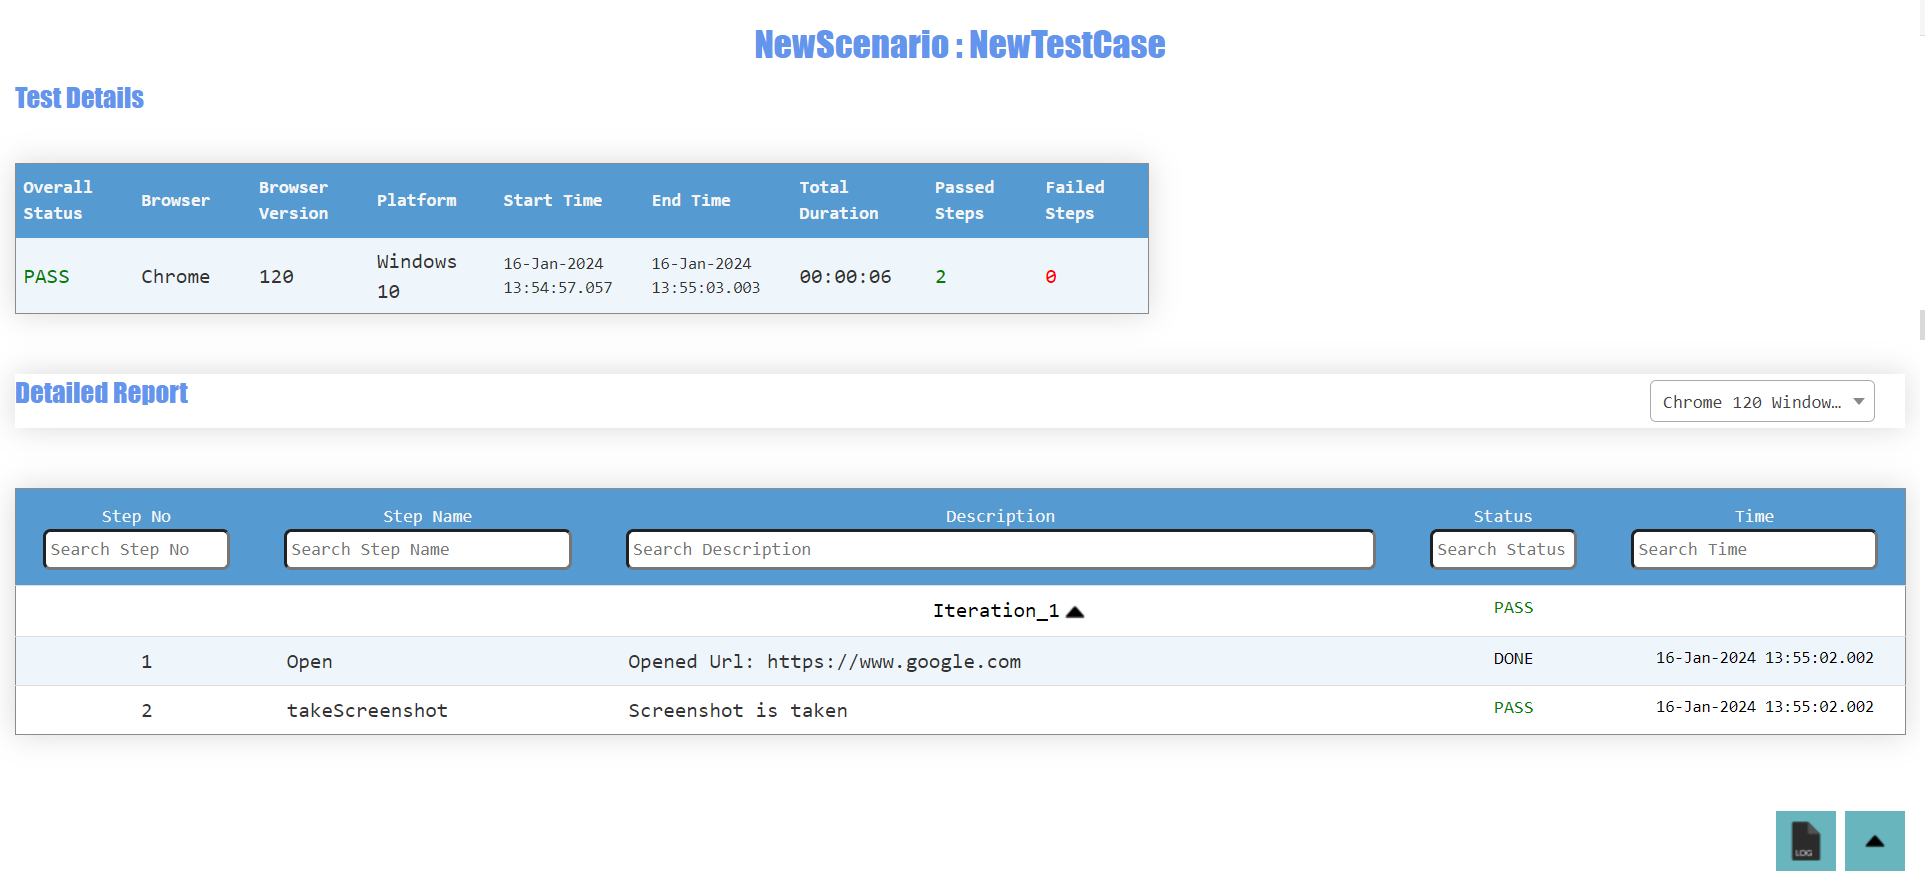 NewScenario : NewTestCase
Test Details
Overall Status Browser Browser Version Platform Start Time End Time Total Duration Passed Steps Failed Steps
PASS Chrome 120 Windows 10 16-Jan-2024 13:54:57.057 16-Jan-2024 13:55:03.003 00:00:06 2 0
Detailed Report Chrome 120 Window...
Step No Step Name Description Status Time
Search Step No Search Step Name Search Description Search Status Search Time
Iteration_1 PASS
1 Open Opened Url: https://www.google.com DONE 16-Jan-2024 13:55:02.002
2 takeScreenshot Screenshot is taken PASS 16-Jan-2024 13:55:02.002
LOG